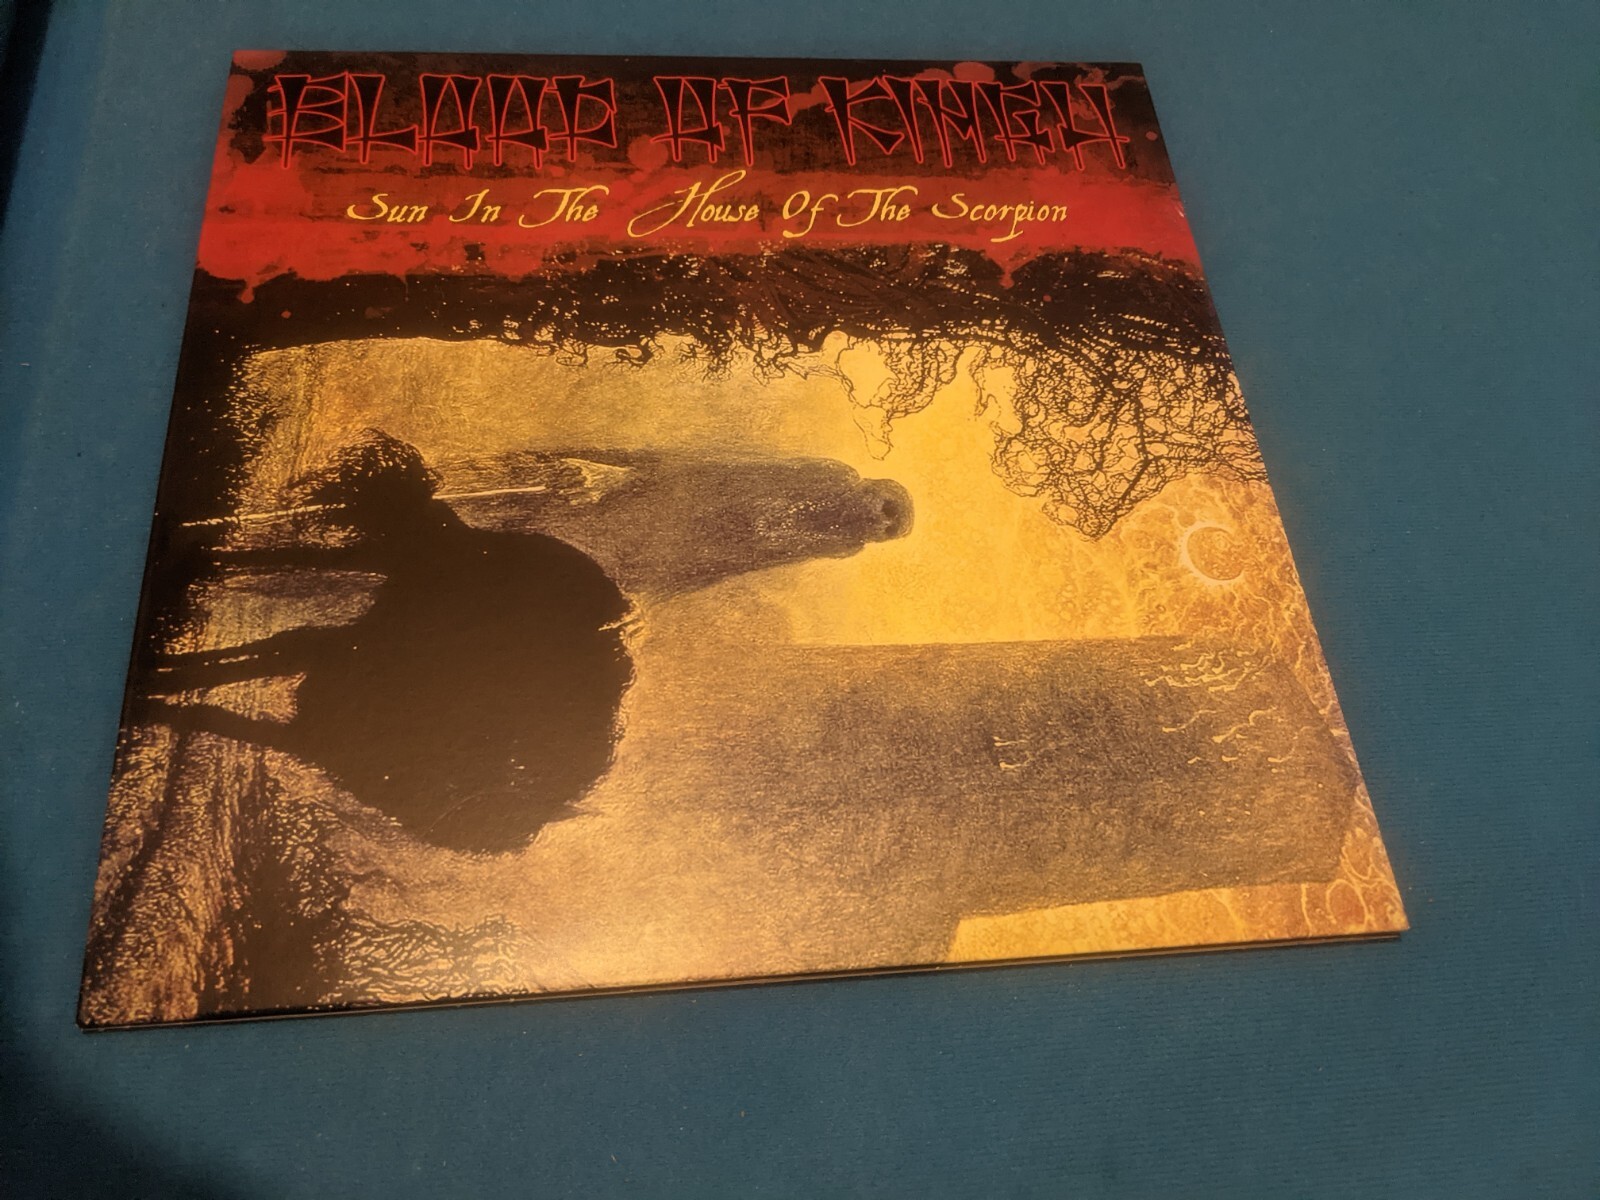 BLOOD OF KINGU
Sun In The House Of The Scorpion